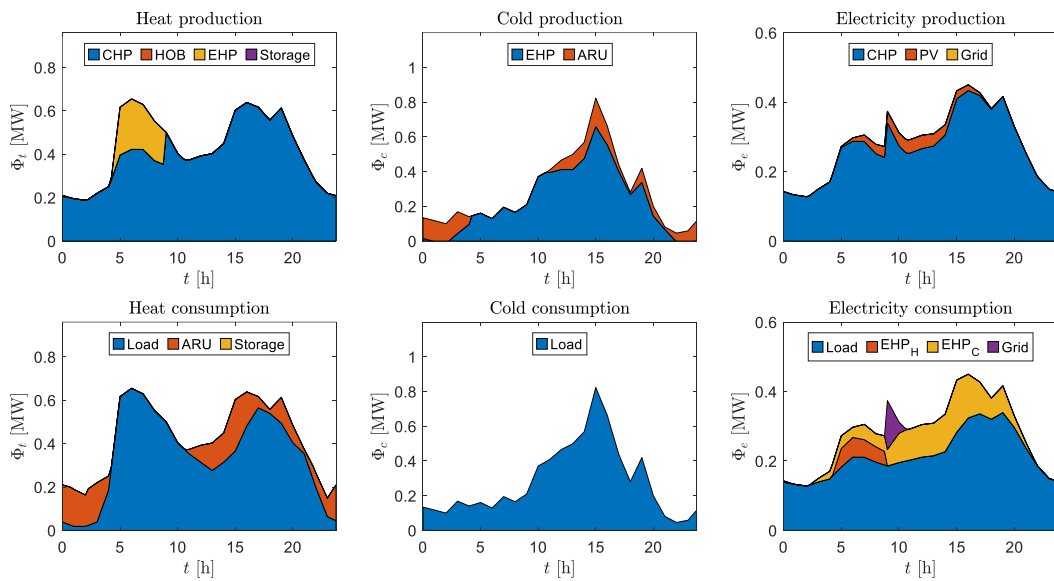 Heat production
Φt [MW]
0.8
0.6
0.4
0.2
0
CHP HOB EHP Storage
0 5 10 15 20
t [h]
Cold production
Φc [MW]
1
0.8
0.6
0.4
0.2
0
EHP ARU
0 5 10 15 20
t [h]
Electricity production
Φe [MW]
0.6
0.4
0.2
0
CHP PV Grid
0 5 10 15 20
t [h]
Heat consumption
Φt [MW]
0.8
0.6
0.4
0.2
0
Load ARU Storage
0 5 10 15 20
t [h]
Cold consumption
Φc [MW]
1
0.8
0.6
0.4
0.2
0
Load
0 5 10 15 20
t [h]
Electricity consumption
Φe [MW]
0.6
0.4
0.2
0
Load EHPH EHPC Grid
0 5 10 15 20
t [h]